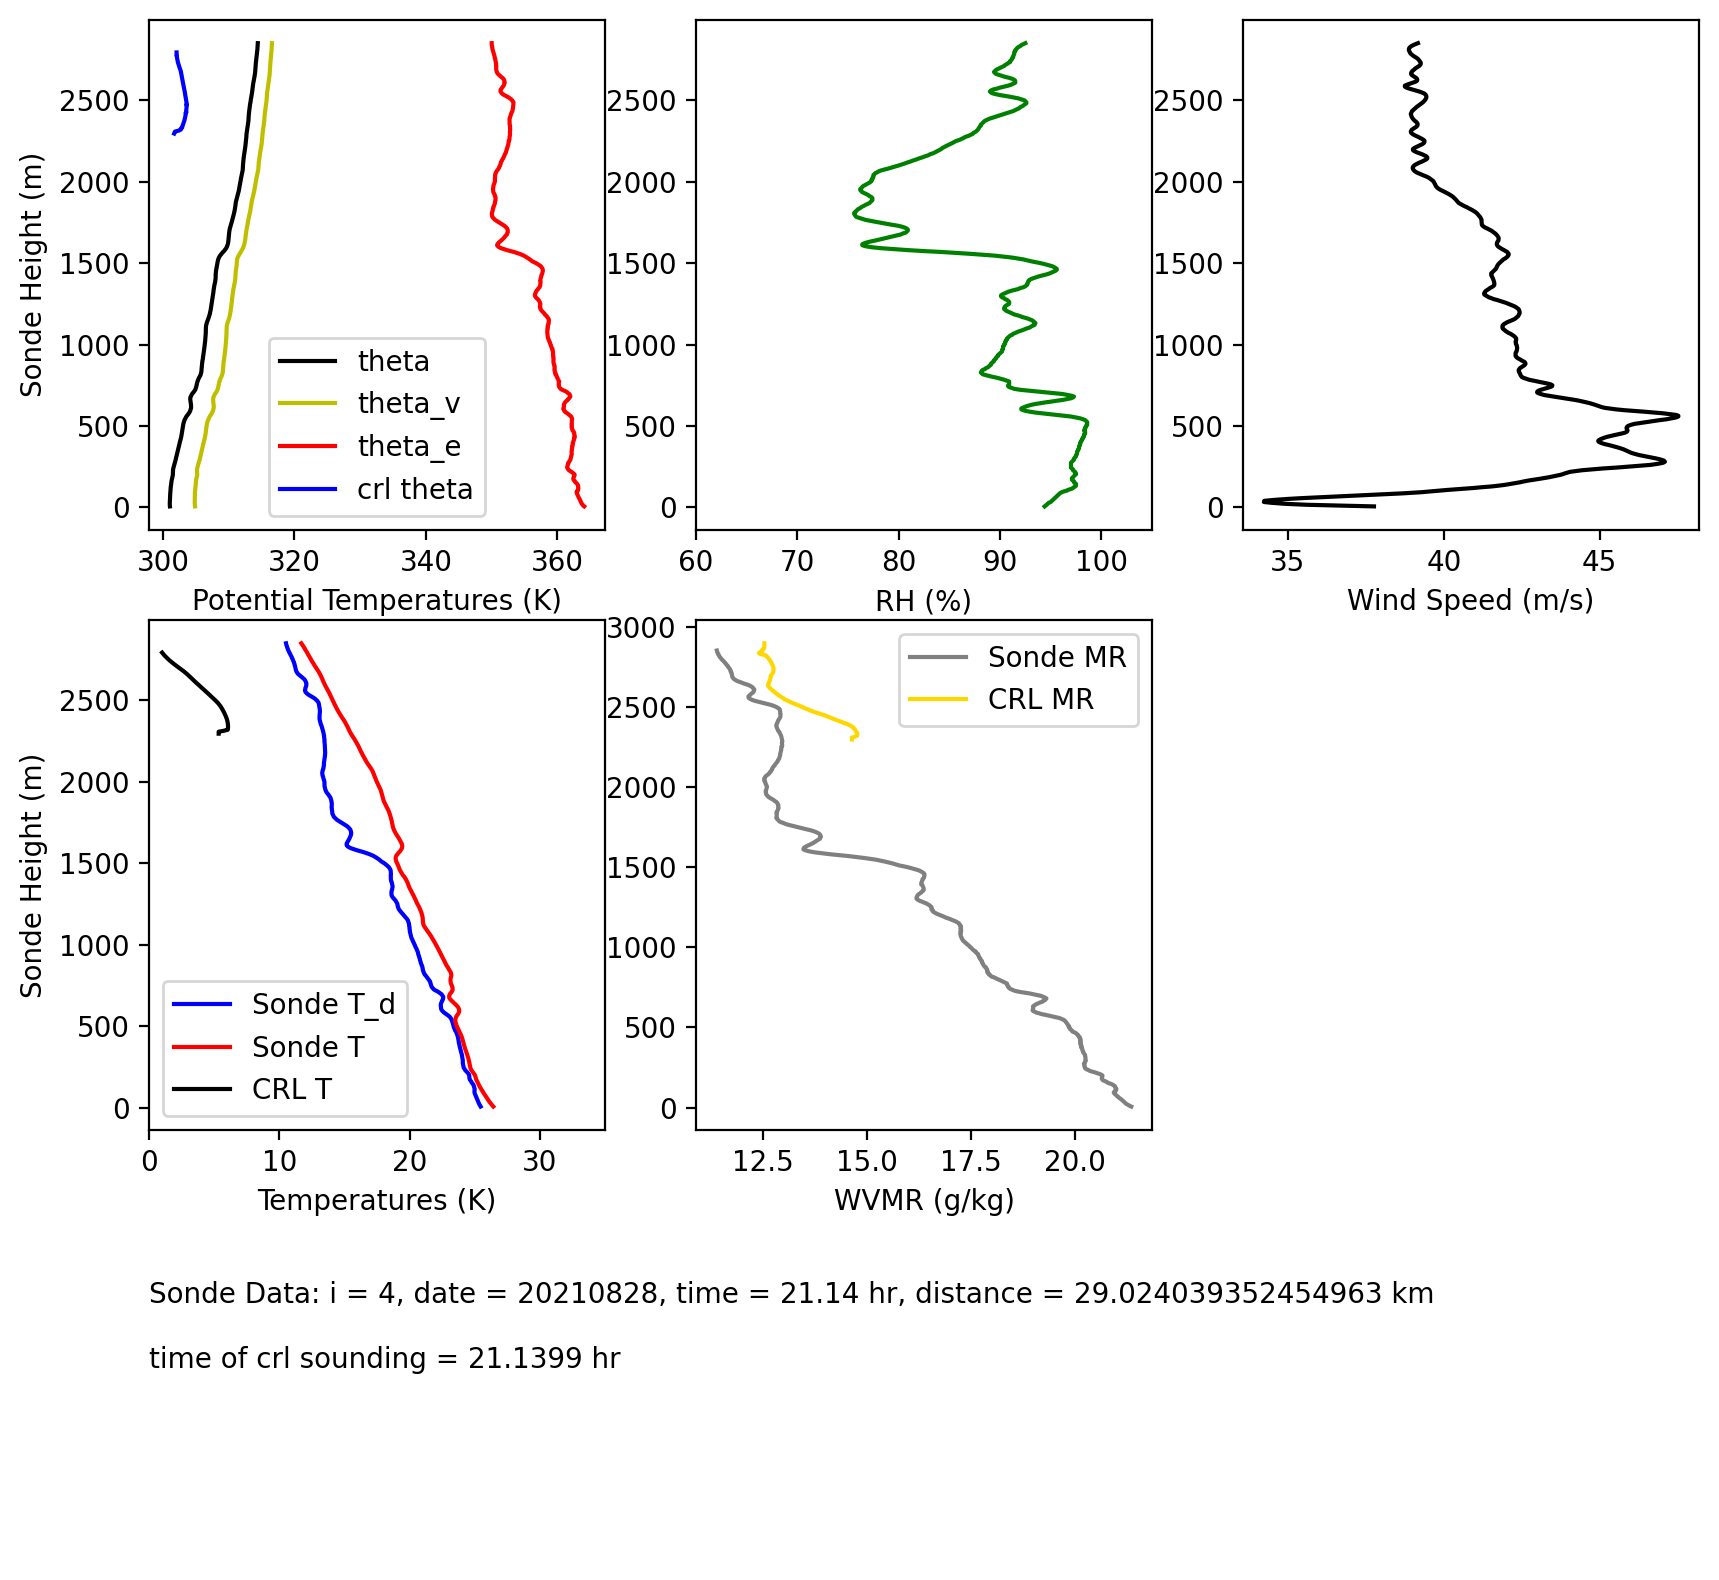 Sonde Height (m)
2500
2000
1500
1000
500
0
theta
theta_v
theta_e
crl theta
300 320 340 360
Potential Temperatures (K)
2500
2000
1500
1000
500
0
60 70 80 90 100
RH (%)
2500
2000
1500
1000
500
0
35 40 45
Wind Speed (m/s)
Sonde Height (m)
2500
2000
1500
1000
500
0
Sonde T_d
Sonde T
CRL T
0 10 20 30
Temperatures (K)
3000
2500
2000
1500
1000
500
0
Sonde MR
CRL MR
12.5 15.0 17.5 20.0
WVMR (g/kg)
Sonde Data: i = 4, date = 20210828, time = 21.14 hr, distance = 29.024039352454963 km
time of crl sounding = 21.1399 hr